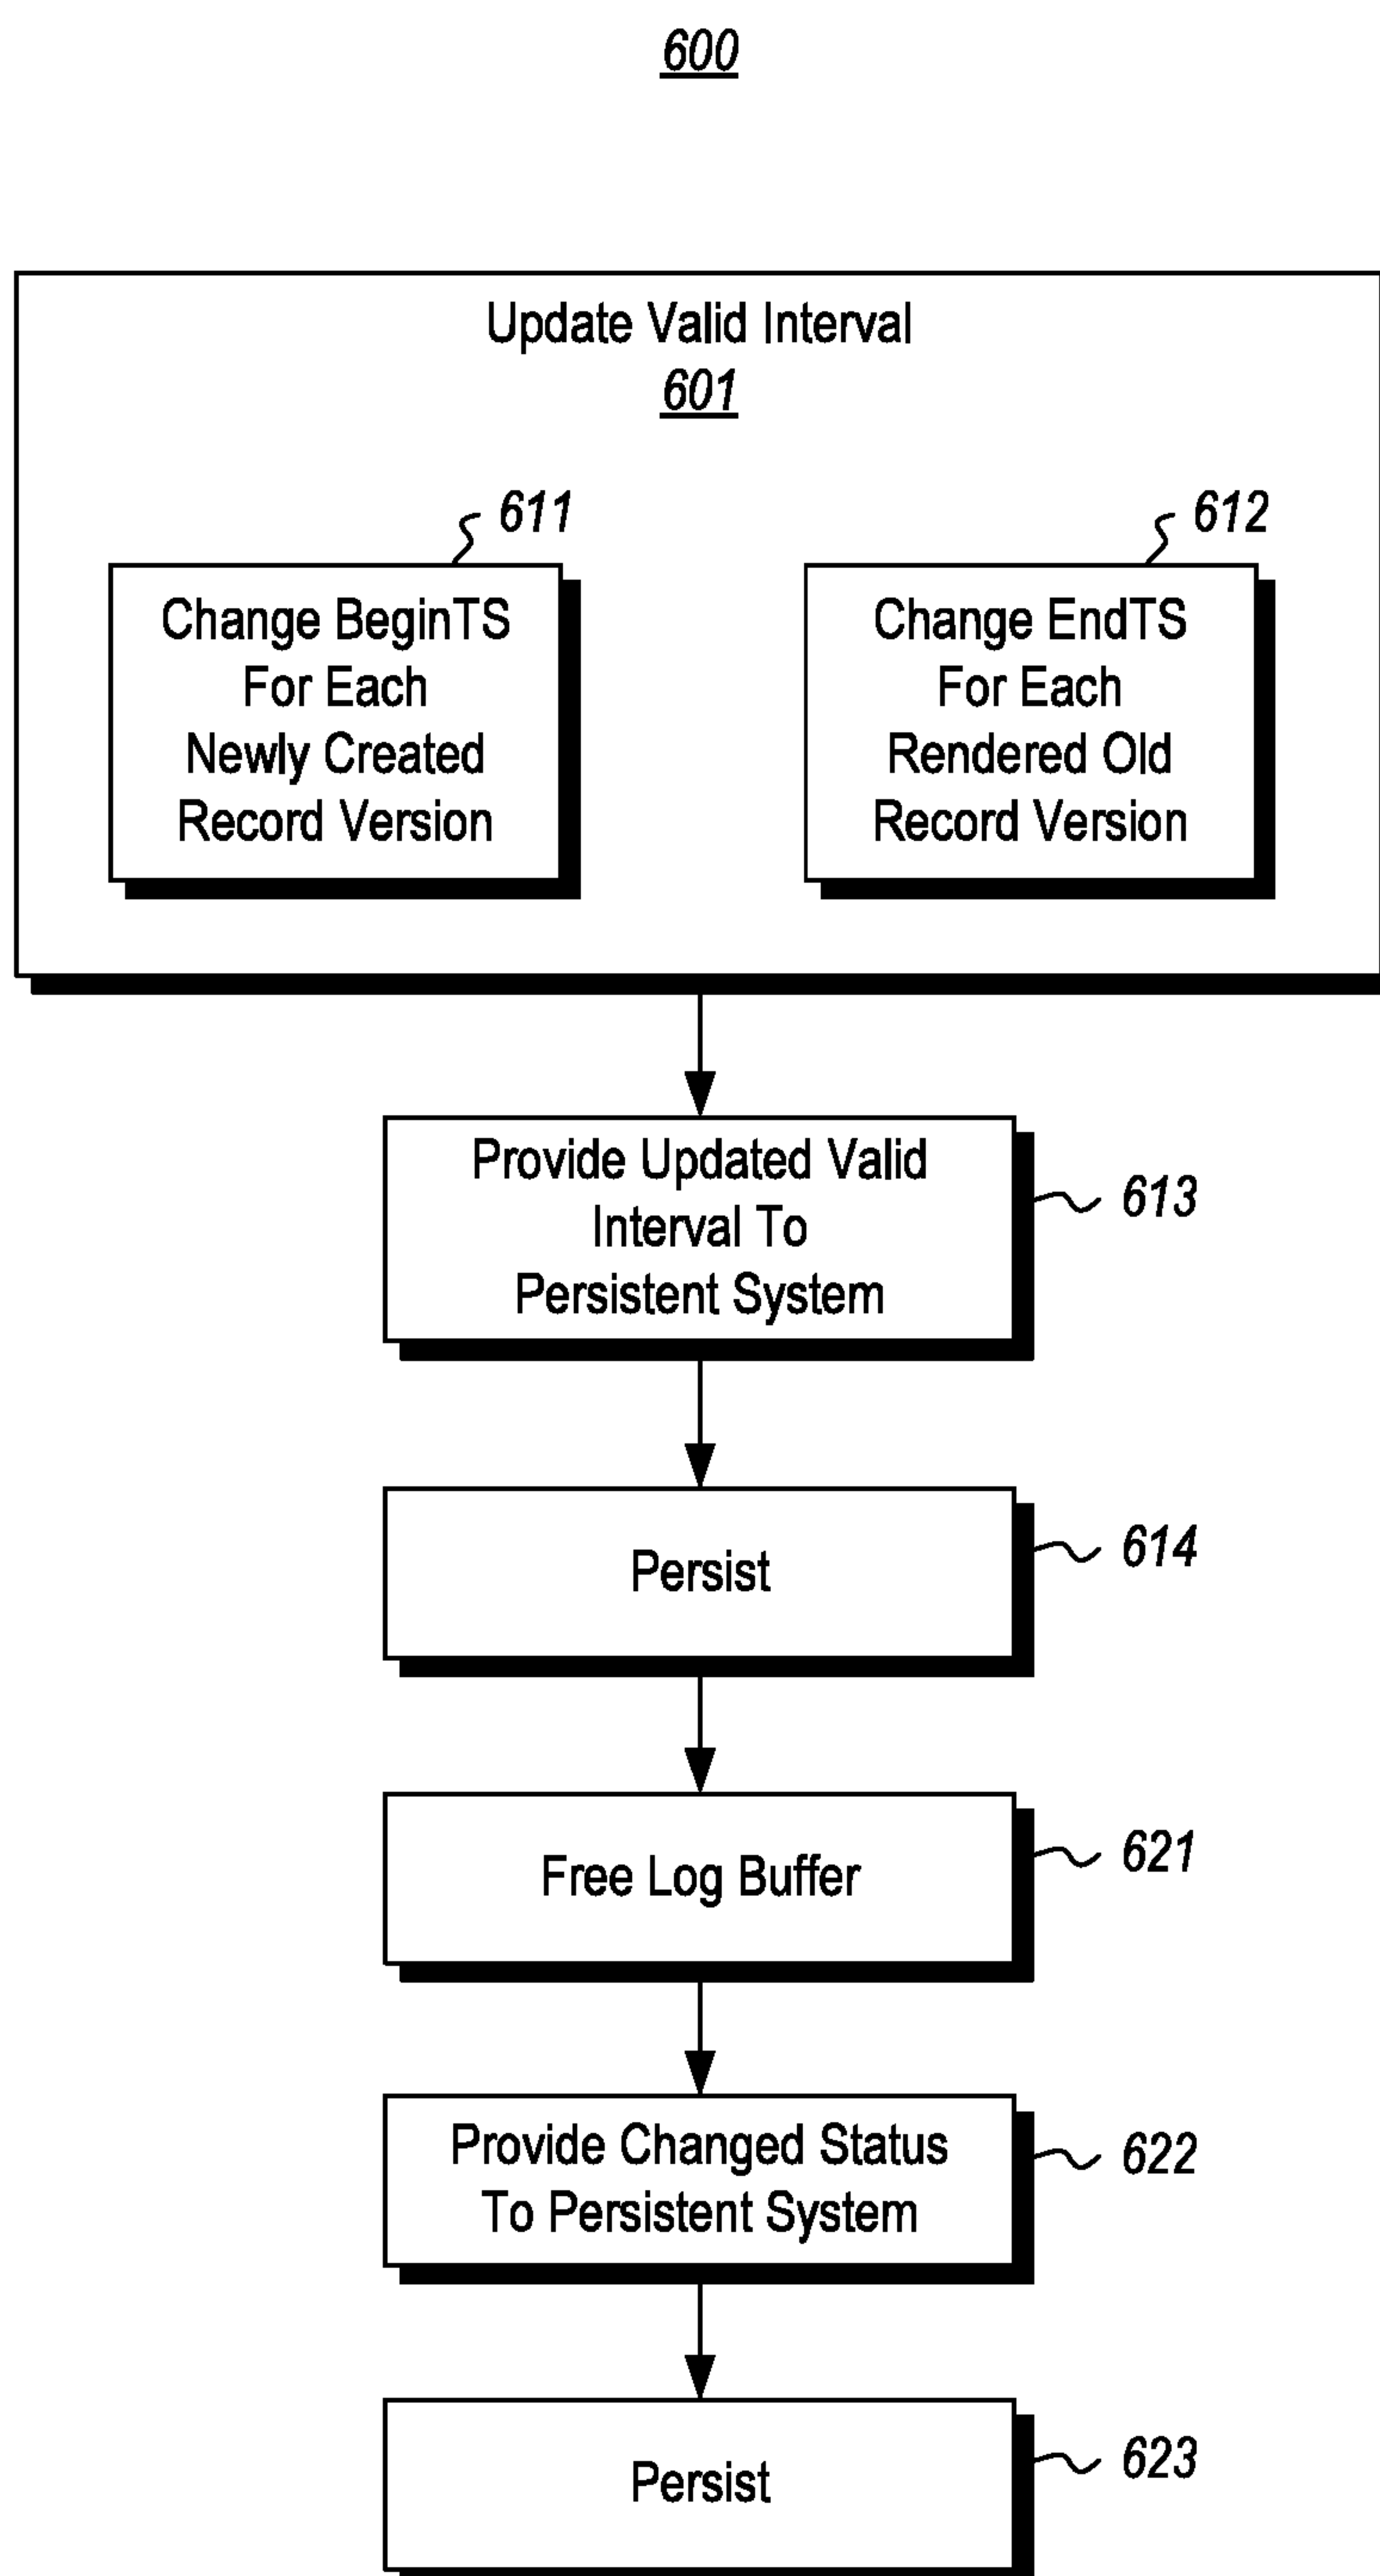 600
Update Valid Interval
601
611
Change BeginTS
For Each
Newly Created
Record Version
612
Change EndTS
For Each
Rendered Old
Record Version
Provide Updated Valid
Interval To
Persistent System
613
Persist
614
Free Log Buffer
621
Provide Changed Status
To Persistent System
622
Persist
623